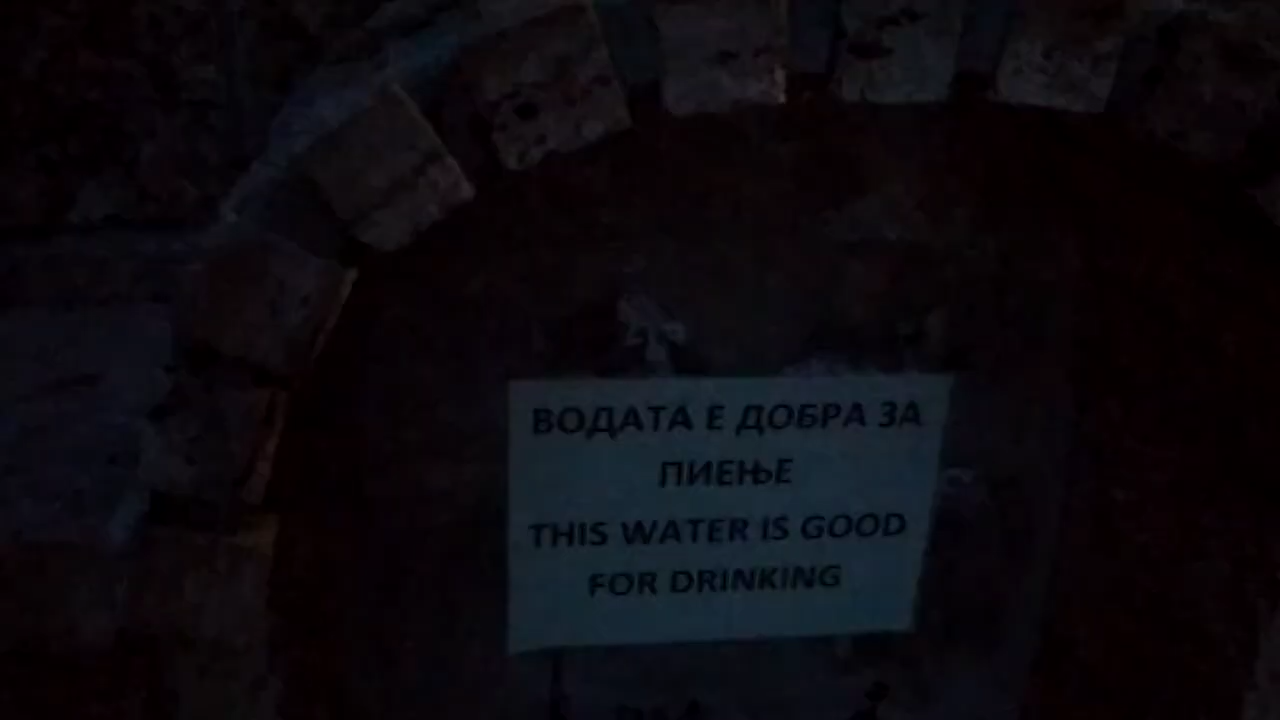 ВОДАТА Е ДОБРА ЗА
ПИЕЊЕ
THIS WATER IS GOOD
FOR DRINKING